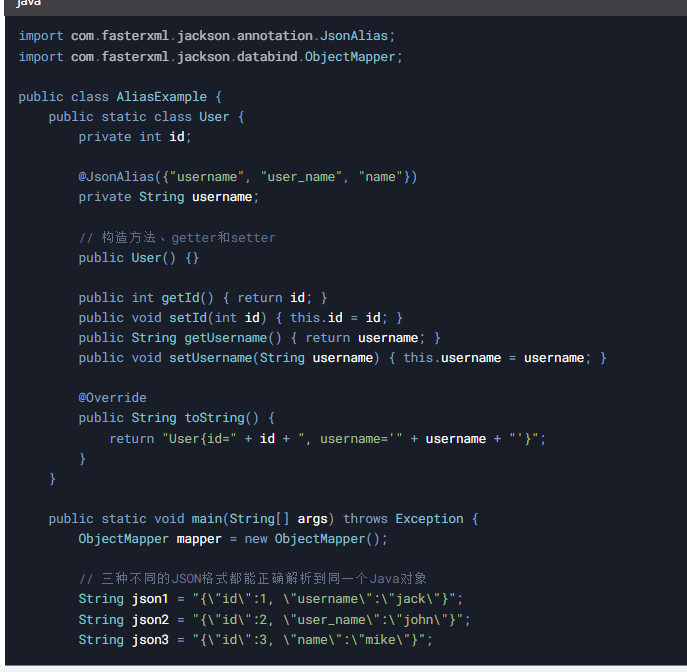 java
import com.fasterxml.jackson.annotation.JsonAlias;
import com.fasterxml.jackson.databind.ObjectMapper;
public class AliasExample {
public static class User {
private int id;
@JsonAlias({"username", "user_name", "name"})
private String username;
// 构造方法、getter和setter
public User() {}
public int getId() { return id; }
public void setId(int id) { this.id = id; }
public String getUsername() { return username; }
public void setUsername(String username) { this.username = username; }
@Override
public String toString() {
return "User{id=" + id + ", username='" + username + "'}";
}
}
public static void main(String[] args) throws Exception {
ObjectMapper mapper = new ObjectMapper();
// 三种不同的JSON格式都能正确解析到同一个Java对象
String json1 = "{\"id\":1, \"username\":\"jack\"}";
String json2 = "{\"id\":2, \"user_name\":\"john\"}";
String json3 = "{\"id\":3, \"name\":\"mike\"}";